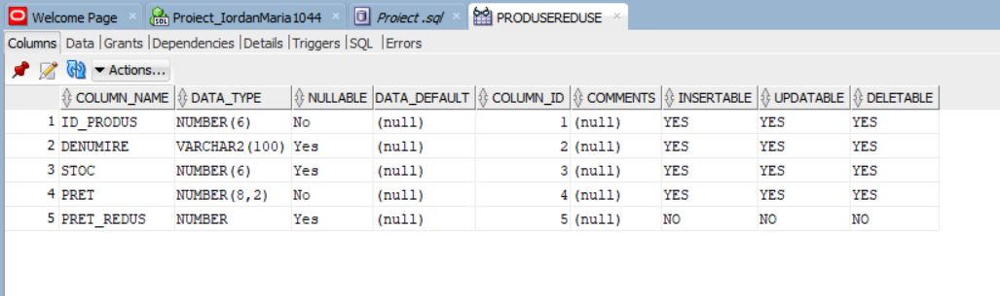 Welcome Page Proiect_IordanMaria1044 Proiect .sql PRODUSEREDUSE
Columns Data Grants Dependencies Details Triggers SQL Errors
Actions...
COLUMN_NAME DATA_TYPE NULLABLE DATA_DEFAULT COLUMN_ID COMMENTS INSERTABLE UPDATABLE DELETABLE
1 ID_PRODUS NUMBER(6) No (null) 1 (null) YES YES YES
2 DENUMIRE VARCHAR2(100) Yes (null) 2 (null) YES YES YES
3 STOC NUMBER(6) Yes (null) 3 (null) YES YES YES
4 PRET NUMBER(8,2) No (null) 4 (null) YES YES YES
5 PRET_REDUS NUMBER Yes (null) 5 (null) NO NO NO